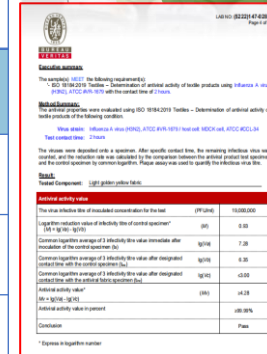 LAB NO: (5222)147-0
Page 4 of
BUREAU
VERITAS
Executive summary
The sample(s) MEET the following requirement(s):
- ISO 18184:2019 Textiles – Determination of antiviral activity of textile products using Influenza A virus
(H3N2), ATCC #VR-1679 with the contact time of 2 hours.
Method Summary:
The antiviral properties were evaluated using ISO 18184:2019 Textiles – Determination of antiviral activity of
textile products of the following condition.
Virus strain: Influenza A virus (H3N2), ATCC #VR-1679 / host cell: MDCK cell, ATCC #CCL-34
Test contact time: 2 hours
The viruses were deposited onto a specimen. After specific contact time, the remaining infectious virus was
counted, and the reduction rate was calculated by the comparison between the antiviral product test specimen
and the control specimen by common logarithm. Plaque assay was used to quantify the infectious virus titre.
Result:
Tested Component: Light golden yellow fabric
Antiviral activity value
The virus infective titre of inoculated concentration for the test (PFU/ml) 10,000,000
Logarithm reduction value of infectivity titre of control specimen* (M) 0.93
(M) = lg(Va) - lg(Vb)
Common logarithm average of 3 infectivity titre value immediate after lg(Va) 7.28
inoculation of the control specimen
Common logarithm average of 3 infectivity titre value after designated lg(Vb) 6.35
contact time with the control specimen
Common logarithm average of 3 infectivity titre value after designated lg(Vc) <3.00
contact time with the antiviral fabric specimen
Antiviral activity value* (Mv) ≥4.28
Mv = lg(Va) - lg(Vc)
Antiviral activity value in percent ≥99.99%
Conclusion Pass
* Express in logarithm number